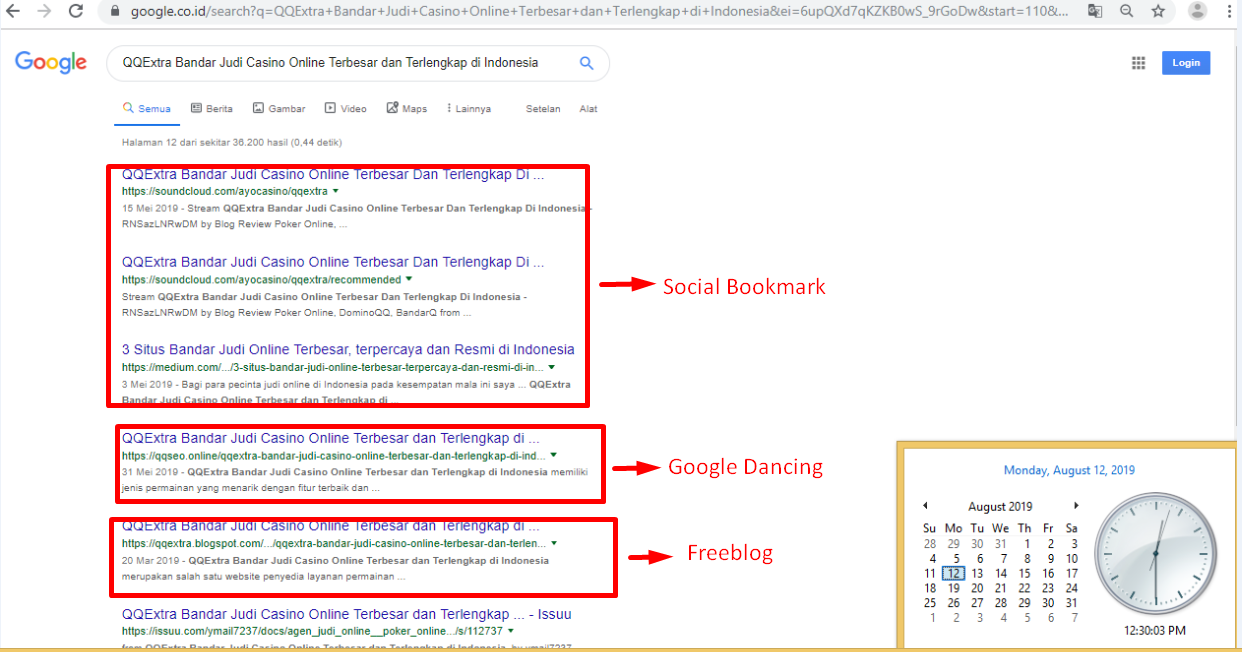 google.co.id/search?q=QQExtra+Bandar+Judi+Casino+Online+Terbesar+dan+Terlengkap+di+Indonesia&ei=6upQXd7qKZKB0wS_9rGoDw&start=110&...
Google
QQExtra Bandar Judi Casino Online Terbesar dan Terlengkap di Indonesia
Login
Semua Berita Gambar Video Maps Lainnya Setelan Alat
Halaman 12 dari sekitar 36.200 hasil (0,44 detik)
QQExtra Bandar Judi Casino Online Terbesar Dan Terlengkap Di ...
https://soundcloud.com/ayocasino/qqextra
15 Mei 2019 - Stream QQExtra Bandar Judi Casino Online Terbesar Dan Terlengkap Di Indonesia -
RNSazLNRwDM by Blog Review Poker Online, ...
QQExtra Bandar Judi Casino Online Terbesar Dan Terlengkap Di ...
https://soundcloud.com/ayocasino/qqextra/recommended
Stream QQExtra Bandar Judi Casino Online Terbesar Dan Terlengkap Di Indonesia -
RNSazLNRwDM by Blog Review Poker Online, DominoQQ, BandarQ from ...
Social Bookmark
3 Situs Bandar Judi Online Terbesar, terpercaya dan Resmi di Indonesia
https://medium.com/.../3-situs-bandar-judi-online-terbesar-terpercaya-dan-resmi-di-in...
3 Mei 2019 - Bagi para pecinta judi online di Indonesia pada kesempatan mala ini saya ... QQExtra
Bandar Judi Casino Online Terbesar dan Terlengkap di ...
QQExtra Bandar Judi Casino Online Terbesar dan Terlengkap di ...
https://qqseo.online/qqextra-bandar-judi-casino-online-terbesar-dan-terlengkap-di-ind...
31 Mei 2019 - QQExtra Bandar Judi Casino Online Terbesar dan Terlengkap di Indonesia memiliki
jenis permainan yang menarik dengan fitur terbaik dan ...
Google Dancing
QQExtra Bandar Judi Casino Online Terbesar dan Terlengkap di ...
https://qqextra.blogspot.com/.../qqextra-bandar-judi-casino-online-terbesar-dan-terlen...
20 Mar 2019 - QQExtra Bandar Judi Casino Online Terbesar dan Terlengkap di Indonesia
merupakan salah satu website penyedia layanan permainan ...
Freeblog
QQExtra Bandar Judi Casino Online Terbesar dan Terlengkap ... - Issuu
https://issuu.com/ymail7237/docs/agen_judi_online__poker_online.../s/112737
from QQExtra Bandar Judi Casino Online Terbesar dan Terlengkap di Indonesia, by ymail7237
Monday, August 12, 2019
August 2019
Su Mo Tu We Th Fr Sa
28 29 30 31 1 2 3
4 5 6 7 8 9 10
11 12 13 14 15 16 17
18 19 20 21 22 23 24
25 26 27 28 29 30 31
1 2 3 4 5 6 7
12:30:03 PM